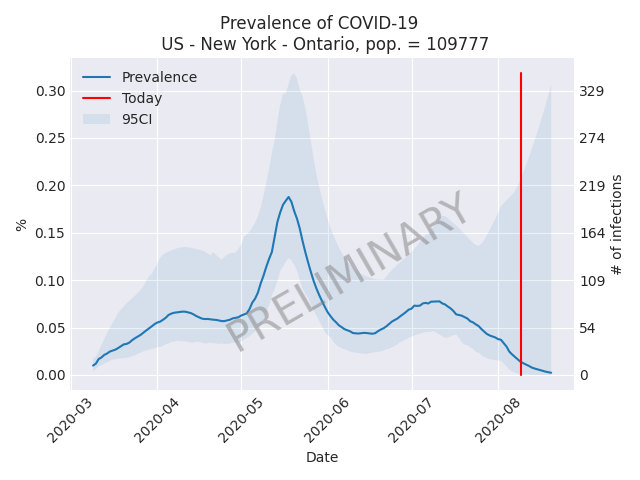 Prevalence of COVID-19
US - New York - Ontario, pop. = 109777
Prevalence
Today
95CI
0.30
0.25
0.20
0.15
0.10
0.05
0.00
%
329
274
219
164
109
54
0
# of infections
PRELIMINARY
2020-03
2020-04
2020-05
2020-06
2020-07
2020-08
Date